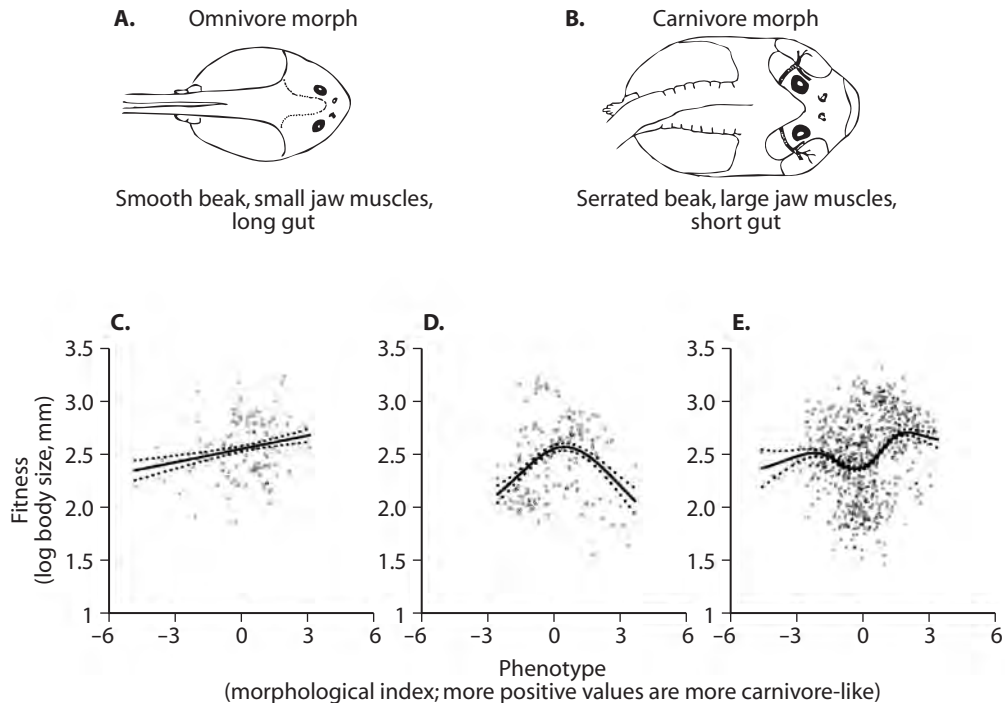 A. Omnivore morph
B. Carnivore morph
Smooth beak, small jaw muscles,
long gut
Serrated beak, large jaw muscles,
short gut
C.
D.
E.
Fitness
(log body size, mm)
3.5
3.0
2.5
2.0
1.5
1
–6 –3 0 3 6
3.5
3.0
2.5
2.0
1.5
1
–6 –3 0 3 6
3.5
3.0
2.5
2.0
1.5
1
–6 –3 0 3 6
Phenotype
(morphological index; more positive values are more carnivore-like)